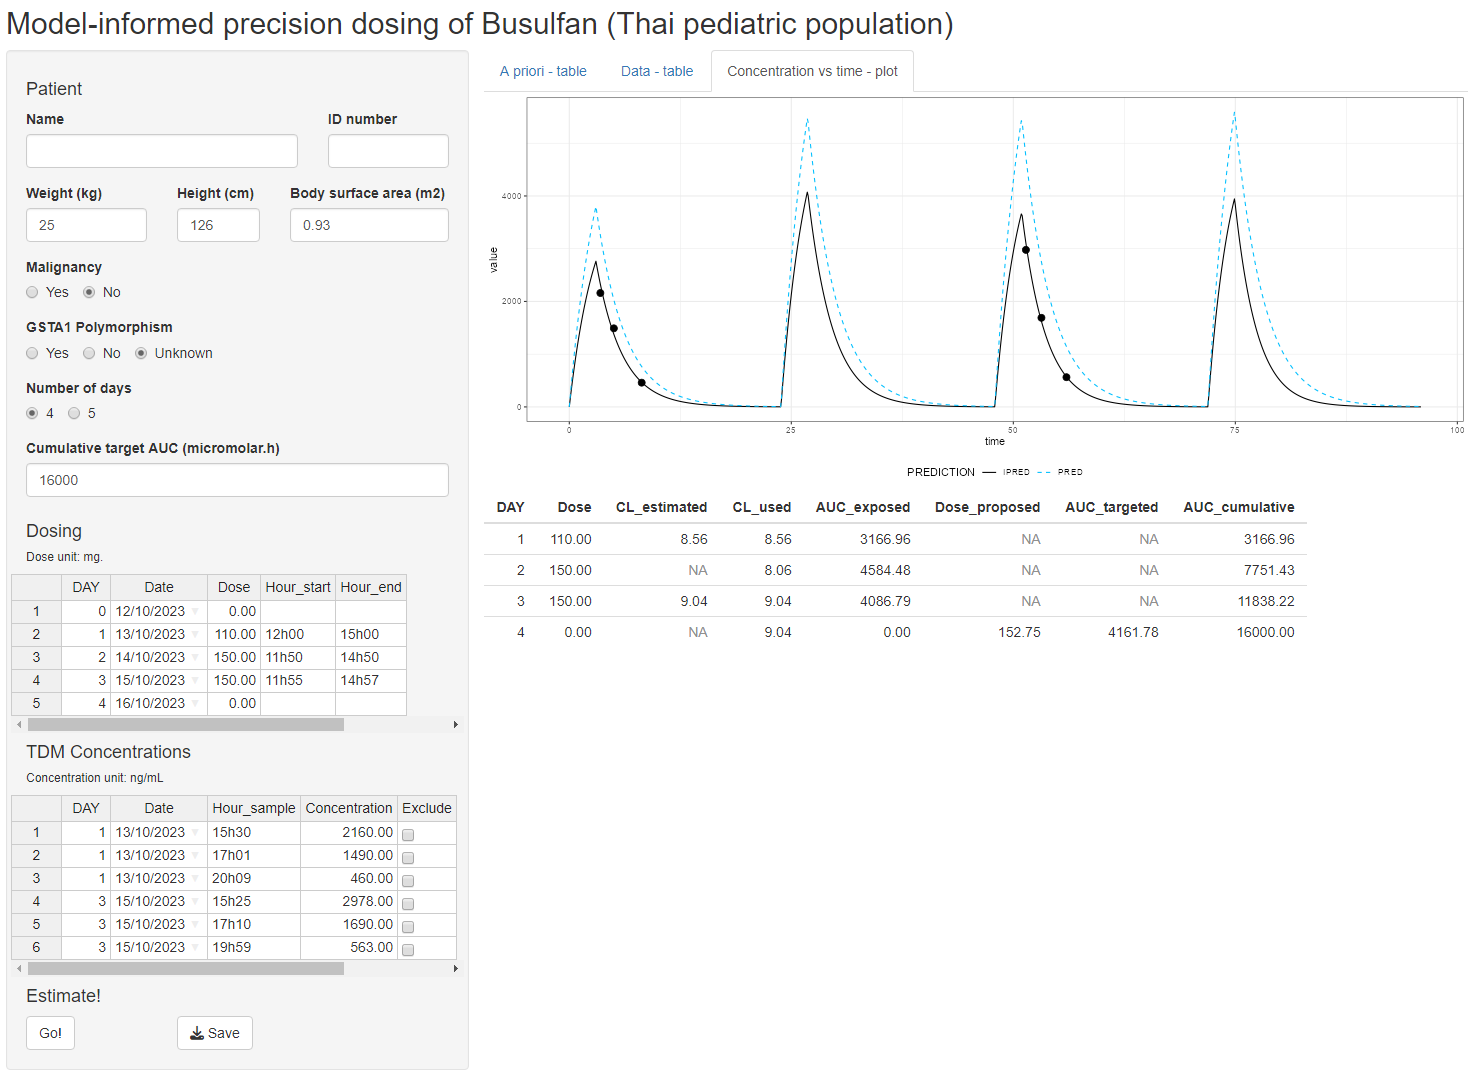 Model-informed precision dosing of Busulfan (Thai pediatric population)
Patient
Name ID number
Weight (kg) Height (cm) Body surface area (m2)
25 126 0.93
Malignancy
Yes No
GSTA1 Polymorphism
Yes No Unknown
Number of days
4 5
Cumulative target AUC (micromolar.h)
16000
Dosing
Dose unit: mg.
DAY Date Dose Hour_start Hour_end
1 0 12/10/2023 0.00
2 1 13/10/2023 110.00 12h00 15h00
3 2 14/10/2023 150.00 11h50 14h50
4 3 15/10/2023 150.00 11h55 14h57
5 4 16/10/2023 0.00
TDM Concentrations
Concentration unit: ng/mL
DAY Date Hour_sample Concentration Exclude
1 1 13/10/2023 15h30 2160.00
2 1 13/10/2023 17h01 1490.00
3 1 13/10/2023 20h09 460.00
4 3 15/10/2023 15h25 2978.00
5 3 15/10/2023 17h10 1690.00
6 3 15/10/2023 19h59 563.00
Estimate!
Go! Save
A priori - table Data - table Concentration vs time - plot
value
4000
2000
0
0 25 50 75 100
time
PREDICTION IPRED PRED
DAY Dose CL_estimated CL_used AUC_exposed Dose_proposed AUC_targeted AUC_cumulative
1 110.00 8.56 8.56 3166.96 NA NA 3166.96
2 150.00 NA 8.06 4584.48 NA NA 7751.43
3 150.00 9.04 9.04 4086.79 NA NA 11838.22
4 0.00 NA 9.04 0.00 152.75 4161.78 16000.00